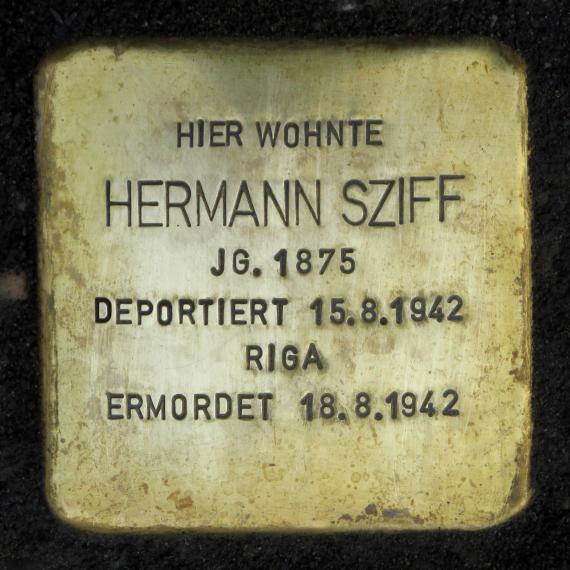 HIER WOHNTE
HERMANN SZIFF
JG. 1875
DEPORTIERT 15.8.1942
RIGA
ERMORDET 18.8.1942